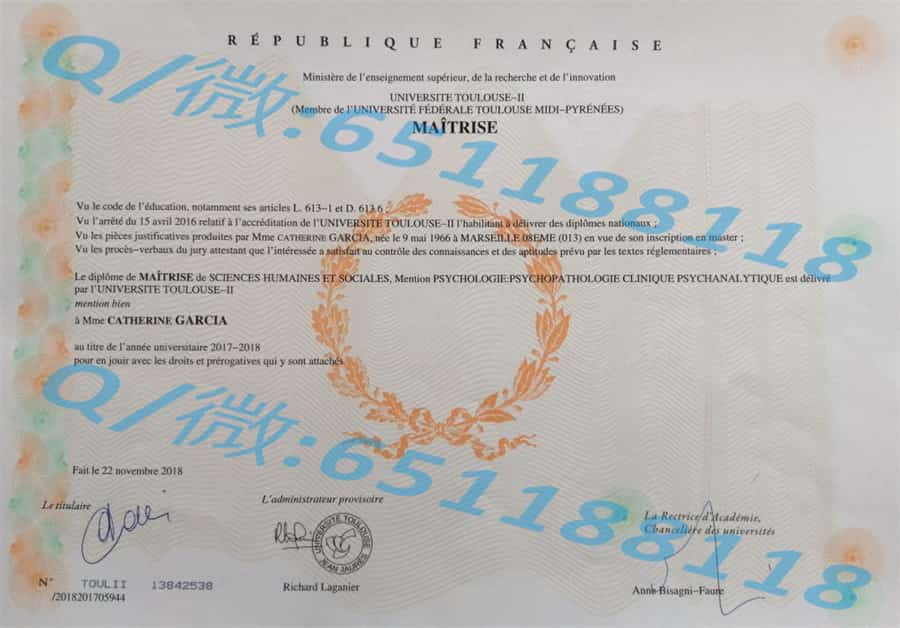 RÉPUBLIQUE FRANÇAISE
Ministère de l'enseignement supérieur, de la recherche et de l'innovation
UNIVERSITE TOULOUSE-II
(Membre de l'UNIVERSITÉ FÉDÉRALE TOULOUSE MIDI-PYRÉNÉES)
MAÎTRISE
Q/微:651188118
Vu le code de l'éducation, notamment ses articles L. 613-1 et D. 613.6 ;
Vu l'arrêté du 15 avril 2016 relatif à l'accréditation de l'UNIVERSITE TOULOUSE-II l'habilitant à délivrer des diplômes nationaux ;
Vu les pièces justificatives produites par Mme CATHERINE GARCIA, née le 9 mai 1966 à MARSEILLE 08EME (013) en vue de son inscription en master ;
Vu les procès-verbaux du jury attestant que l'intéressée a satisfait au contrôle des connaissances et des aptitudes prévu par les textes réglementaires ;
Le diplôme de MAÎTRISE de SCIENCES HUMAINES ET SOCIALES, Mention PSYCHOLOGIE:PSYCHOPATHOLOGIE CLINIQUE PSYCHANALYTIQUE est délivré
par l'UNIVERSITE TOULOUSE-II
mention bien
à Mme CATHERINE GARCIA
au titre de l'année universitaire 2017-2018
pour en jouir avec les droits et prérogatives qui y sont attachés
Q/微:651188118
Fait le 22 novembre 2018
Le titulaire
L'administrateur provisoire
La Rectrice d'Académie,
Chancelière des universités
UNIVERSITÉ TOULOUSE
JEAN JAURÈS
N° TOULII 13842538
/2018201705944
Richard Laganier
Anne Bisagni-Faure